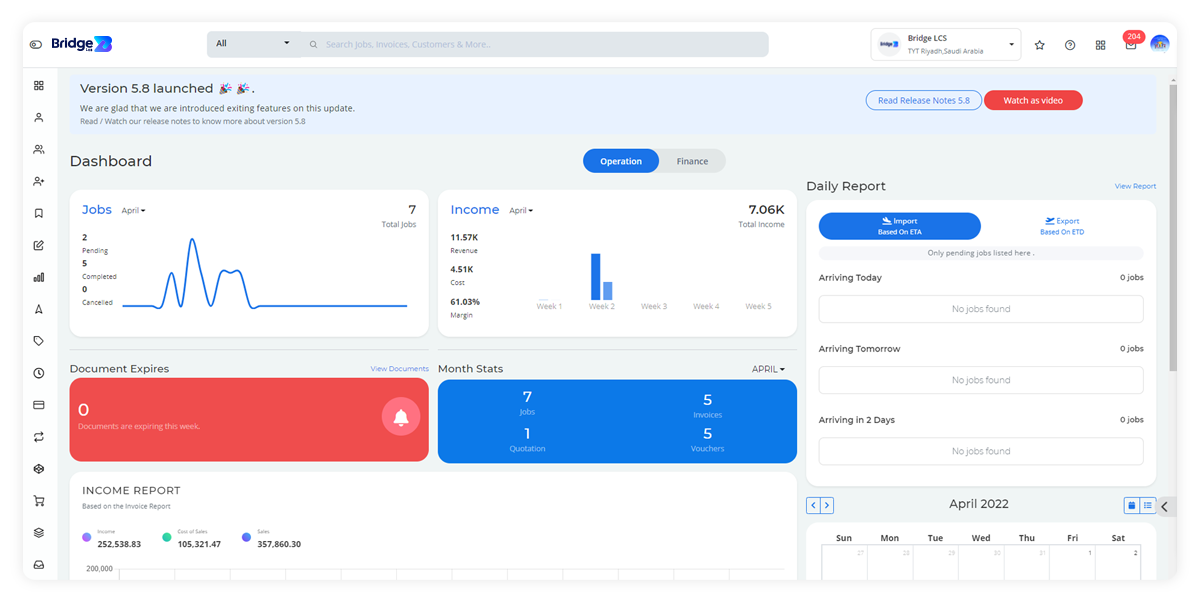 Bridge LCS
All
Search Jobs, Invoices, Customers & More..
Bridge LCS
TYT Riyadh,Saudi Arabia
204
Version 5.8 launched 🎉 🎉 .
We are glad that we are introduced exiting features on this update.
Read / Watch our release notes to know more about version 5.8
Read Release Notes 5.8
Watch as video
Dashboard
Operation
Finance
Jobs
April
7
Total Jobs
2
Pending
5
Completed
0
Cancelled
Income
April
7.06K
Total Income
11.57K
Revenue
4.51K
Cost
61.03%
Margin
Week 1
Week 2
Week 3
Week 4
Week 5
Document Expires
View Documents
0
Documents are expiring this week.
Month Stats
APRIL
7
Jobs
5
Invoices
1
Quotation
5
Vouchers
INCOME REPORT
Based on the Invoice Report
Income
252,538.83
Cost of Sales
105,321.47
Sales
357,860.30
200,000
Daily Report
View Report
Import
Based On ETA
Export
Based On ETD
Only pending jobs listed here .
Arriving Today
0 jobs
No jobs found
Arriving Tomorrow
0 jobs
No jobs found
Arriving in 2 Days
0 jobs
No jobs found
April 2022
Sun Mon Tue Wed Thu Fri Sat
27 28 29 30 31 1 2